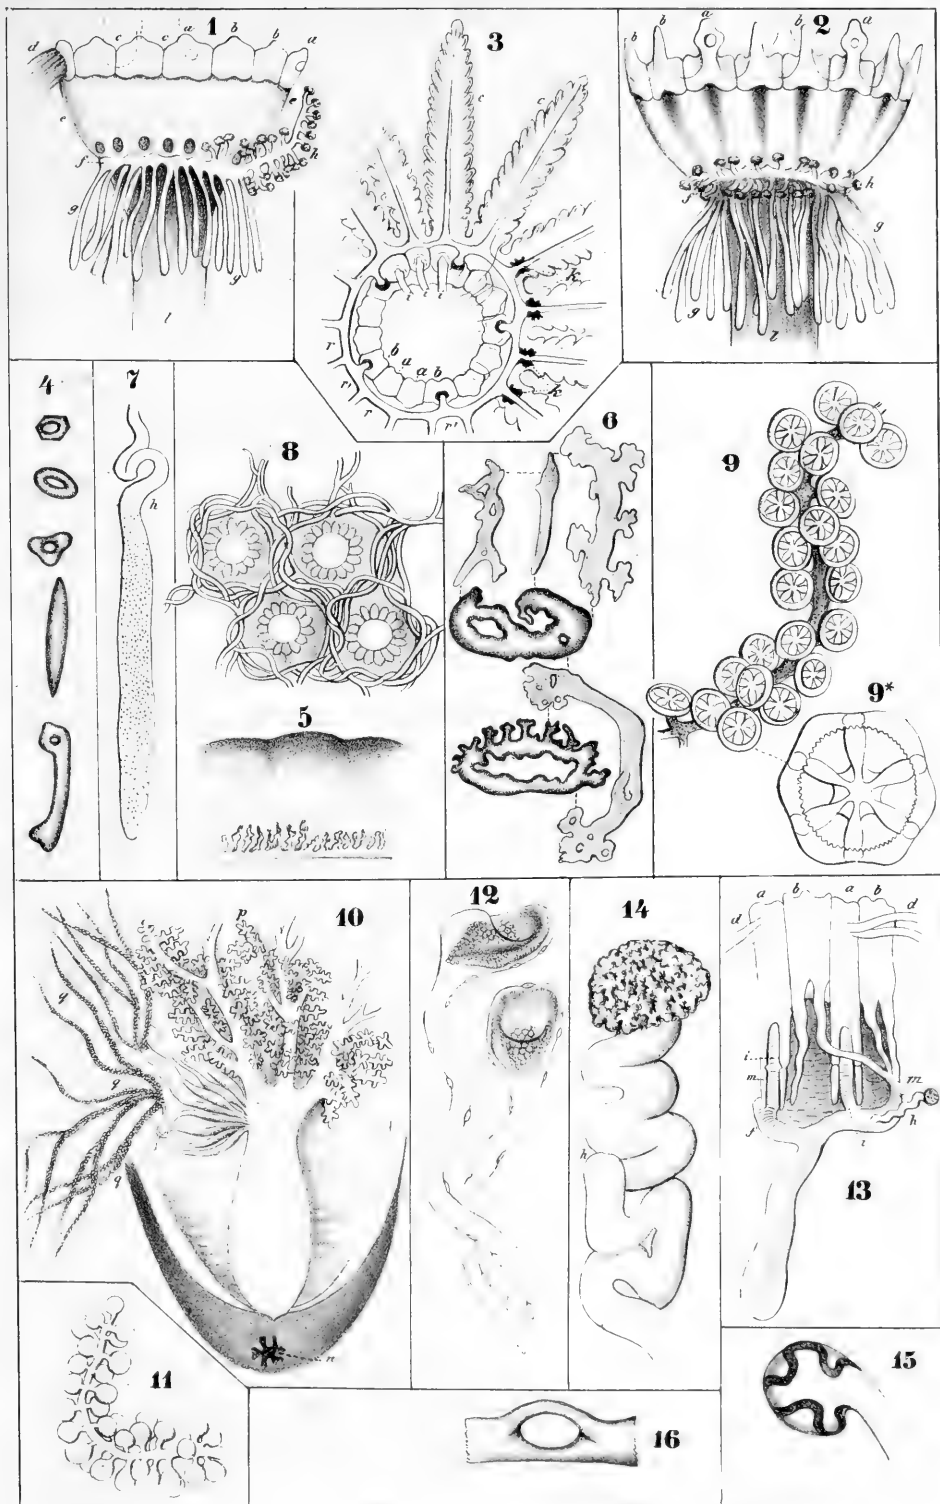 1
a
c c a b b a
d
e
e
f
h
g
g
l
3
c
c
i i
k
b a a b
r
r'
r
r'
k
2
a a
b b b b
h
f
g
g
l
4
7
h
8
5
6
9
9*
10
p
q
q
q
n
12
14
h
13
a b a b
d d
i
m m
f h
i
11
15
16